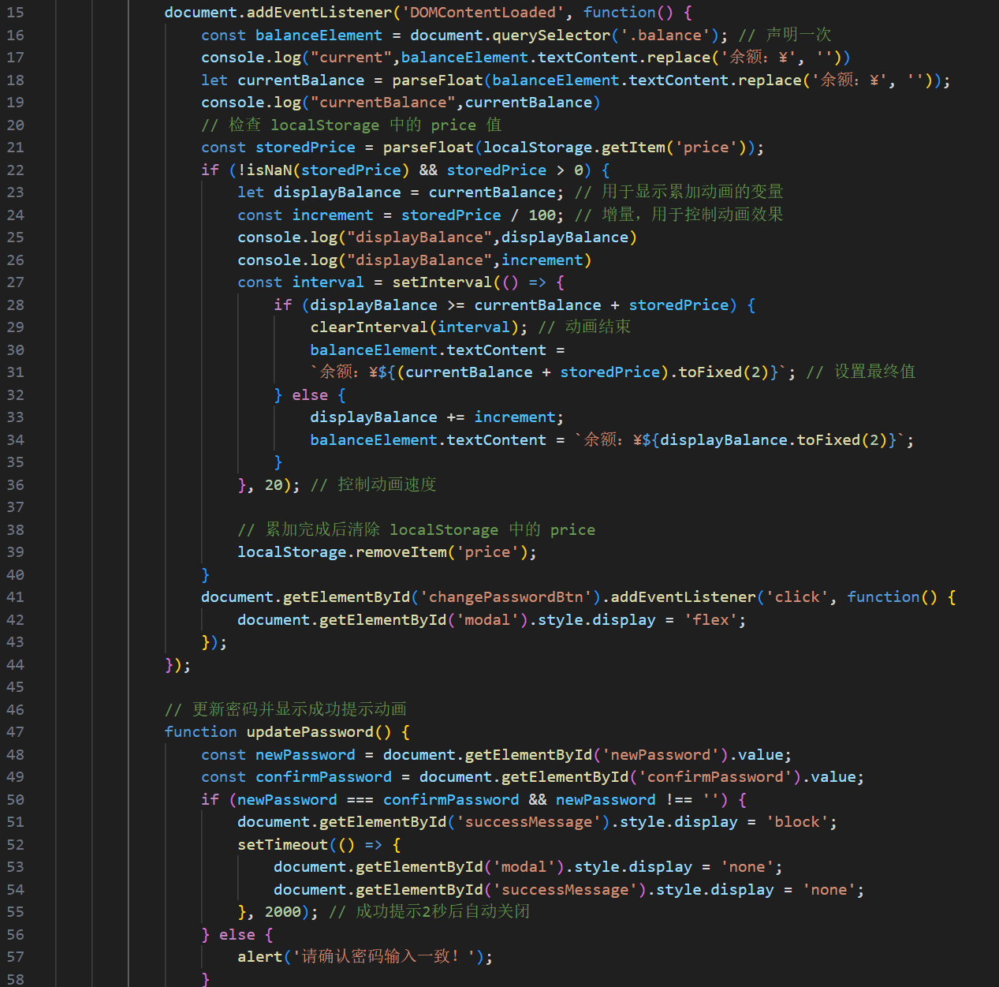 15 document.addEventListener('DOMContentLoaded', function() {
16 const balanceElement = document.querySelector('.balance'); // 声明一次
17 console.log("current",balanceElement.textContent.replace('余额：¥', ''))
18 let currentBalance = parseFloat(balanceElement.textContent.replace('余额：¥', ''));
19 console.log("currentBalance",currentBalance)
20 // 检查 localStorage 中的 price 值
21 const storedPrice = parseFloat(localStorage.getItem('price'));
22 if (!isNaN(storedPrice) && storedPrice > 0) {
23 let displayBalance = currentBalance; // 用于显示累加动画的变量
24 const increment = storedPrice / 100; // 增量，用于控制动画效果
25 console.log("displayBalance",displayBalance)
26 console.log("displayBalance",increment)
27 const interval = setInterval(() => {
28 if (displayBalance >= currentBalance + storedPrice) {
29 clearInterval(interval); // 动画结束
30 balanceElement.textContent =
31 `余额：¥${(currentBalance + storedPrice).toFixed(2)}`; // 设置最终值
32 } else {
33 displayBalance += increment;
34 balanceElement.textContent = `余额：¥${displayBalance.toFixed(2)}`;
35 }
36 }, 20); // 控制动画速度
37
38 // 累加完成后清除 localStorage 中的 price
39 localStorage.removeItem('price');
40 }
41 document.getElementById('changePasswordBtn').addEventListener('click', function() {
42 document.getElementById('modal').style.display = 'flex';
43 });
44 });
45
46 // 更新密码并显示成功提示动画
47 function updatePassword() {
48 const newPassword = document.getElementById('newPassword').value;
49 const confirmPassword = document.getElementById('confirmPassword').value;
50 if (newPassword === confirmPassword && newPassword !== '') {
51 document.getElementById('successMessage').style.display = 'block';
52 setTimeout(() => {
53 document.getElementById('modal').style.display = 'none';
54 document.getElementById('successMessage').style.display = 'none';
55 }, 2000); // 成功提示2秒后自动关闭
56 } else {
57 alert('请确认密码输入一致！');
58 }